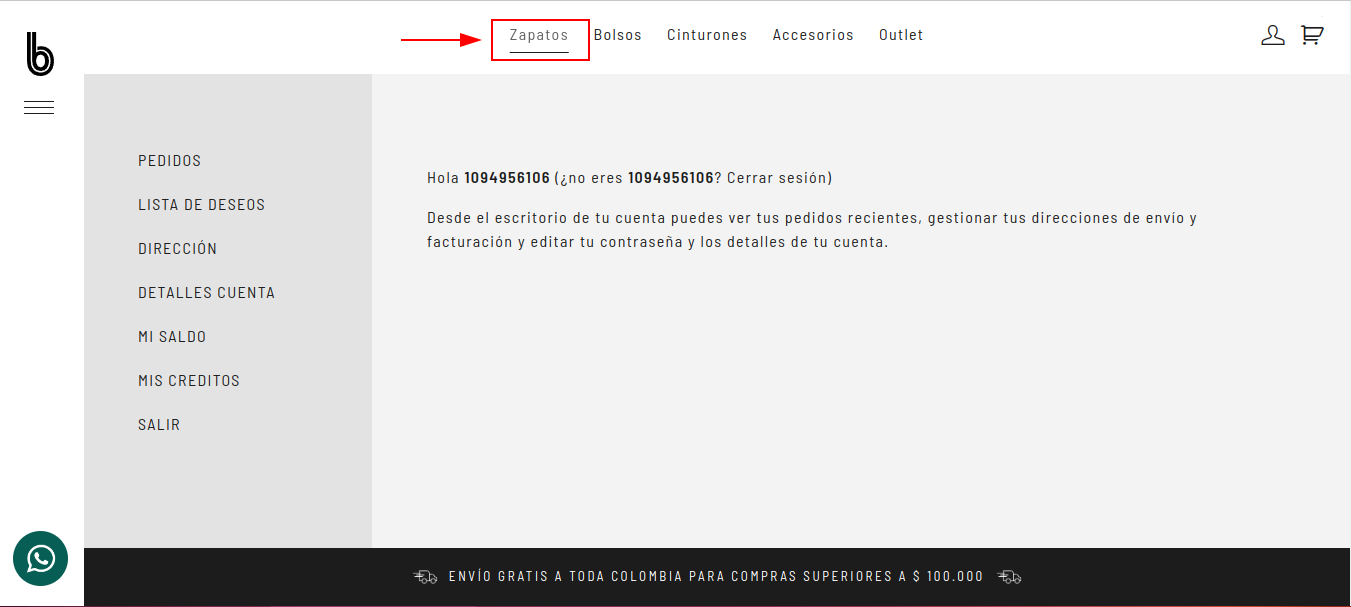 b
Zapatos Bolsos Cinturones Accesorios Outlet
PEDIDOS
LISTA DE DESEOS
DIRECCIÓN
DETALLES CUENTA
MI SALDO
MIS CREDITOS
SALIR
Hola 1094956106 (¿no eres 1094956106? Cerrar sesión)
Desde el escritorio de tu cuenta puedes ver tus pedidos recientes, gestionar tus direcciones de envío y
facturación y editar tu contraseña y los detalles de tu cuenta.
ENVÍO GRATIS A TODA COLOMBIA PARA COMPRAS SUPERIORES A $ 100.000